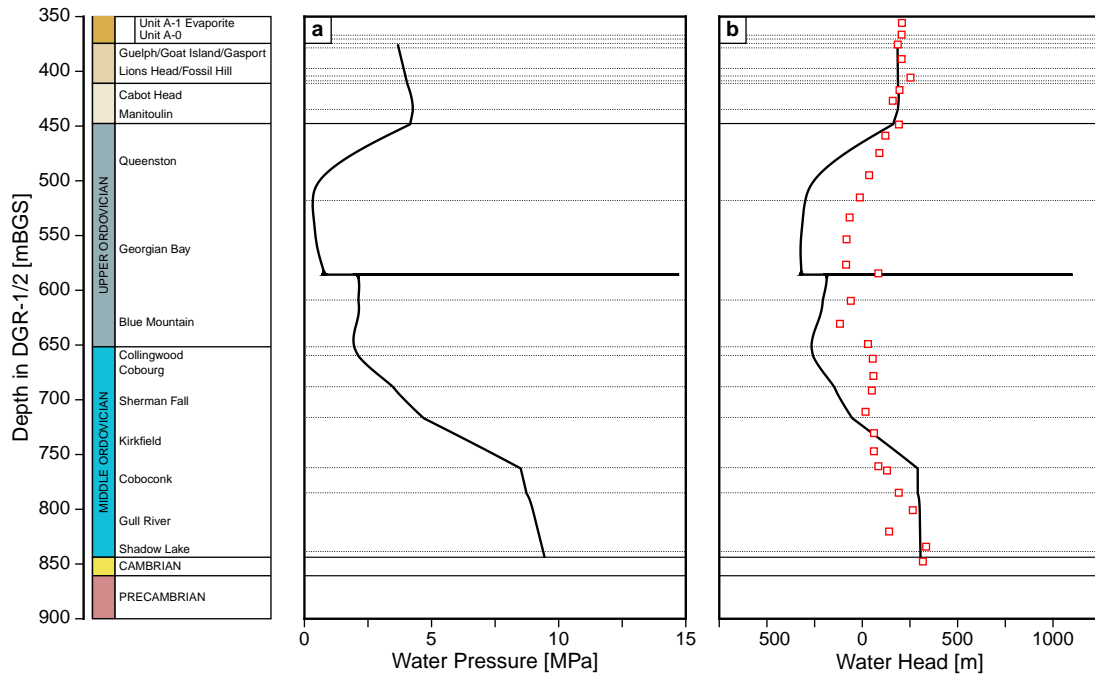 350
400
450
500
550
600
650
700
750
800
850
900
Depth in DGR-1/2 [mBGS]
Unit A-1 Evaporite
Unit A-0
Guelph/Goat Island/Gasport
Lions Head/Fossil Hill
Cabot Head
Manitoulin
UPPER ORDOVICIAN
Queenston
Georgian Bay
Blue Mountain
MIDDLE ORDOVICIAN
Collingwood
Cobourg
Sherman Fall
Kirkfield
Coboconk
Gull River
Shadow Lake
CAMBRIAN
PRECAMBRIAN
a
0 5 10 15
Water Pressure [MPa]
b
500 0 500 1000
Water Head [m]